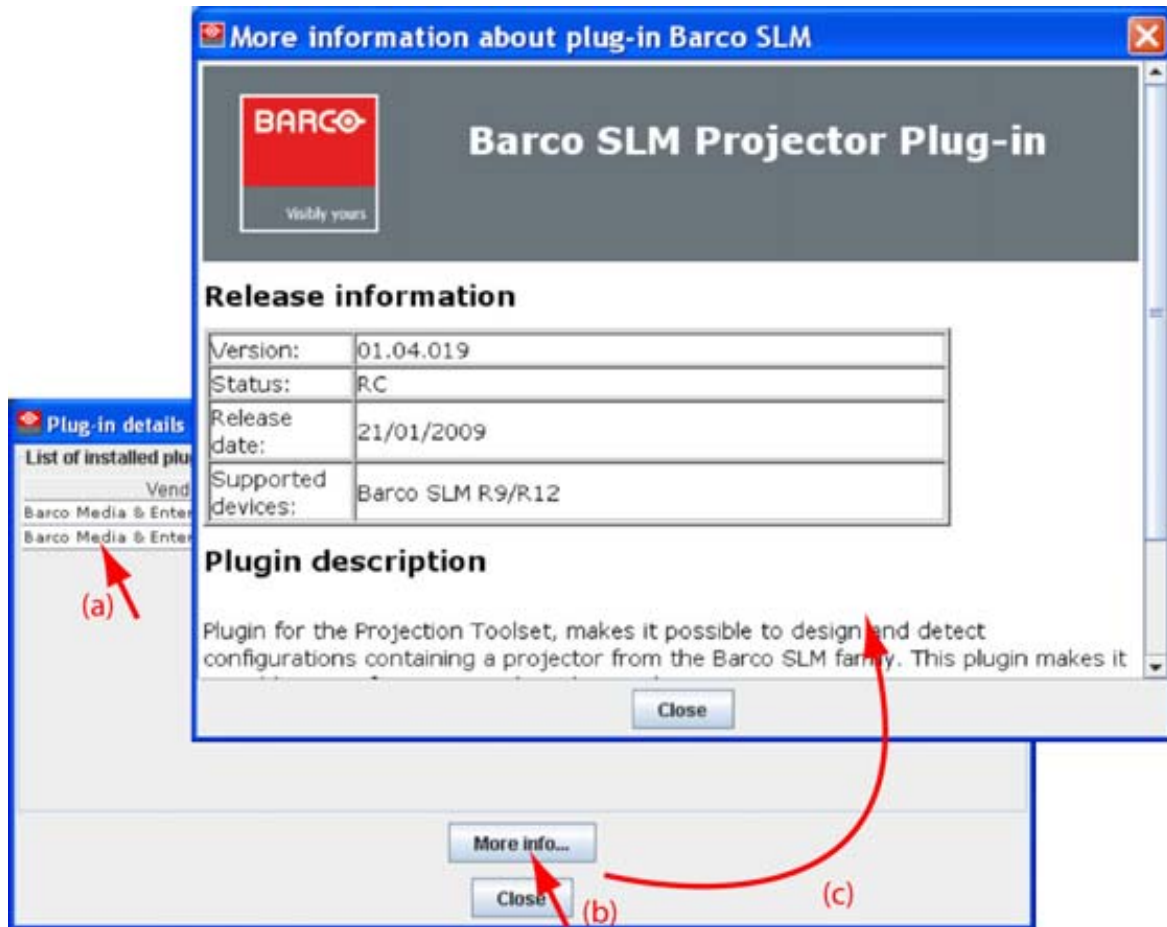 More information about plug-in Barco SLM
BARCO
Visibly yours
Barco SLM Projector Plug-in
Release information
Version: 01.04.019
Status: RC
Release date: 21/01/2009
Supported devices: Barco SLM R9/R12
Plugin description
Plugin for the Projection Toolset, makes it possible to design and detect
configurations containing a projector from the Barco SLM family. This plugin makes it
Close
Plug-in details
List of installed plu
Vend
Barco Media & Enter
Barco Media & Enter
(a)
More info...
Close
(b)
(c)